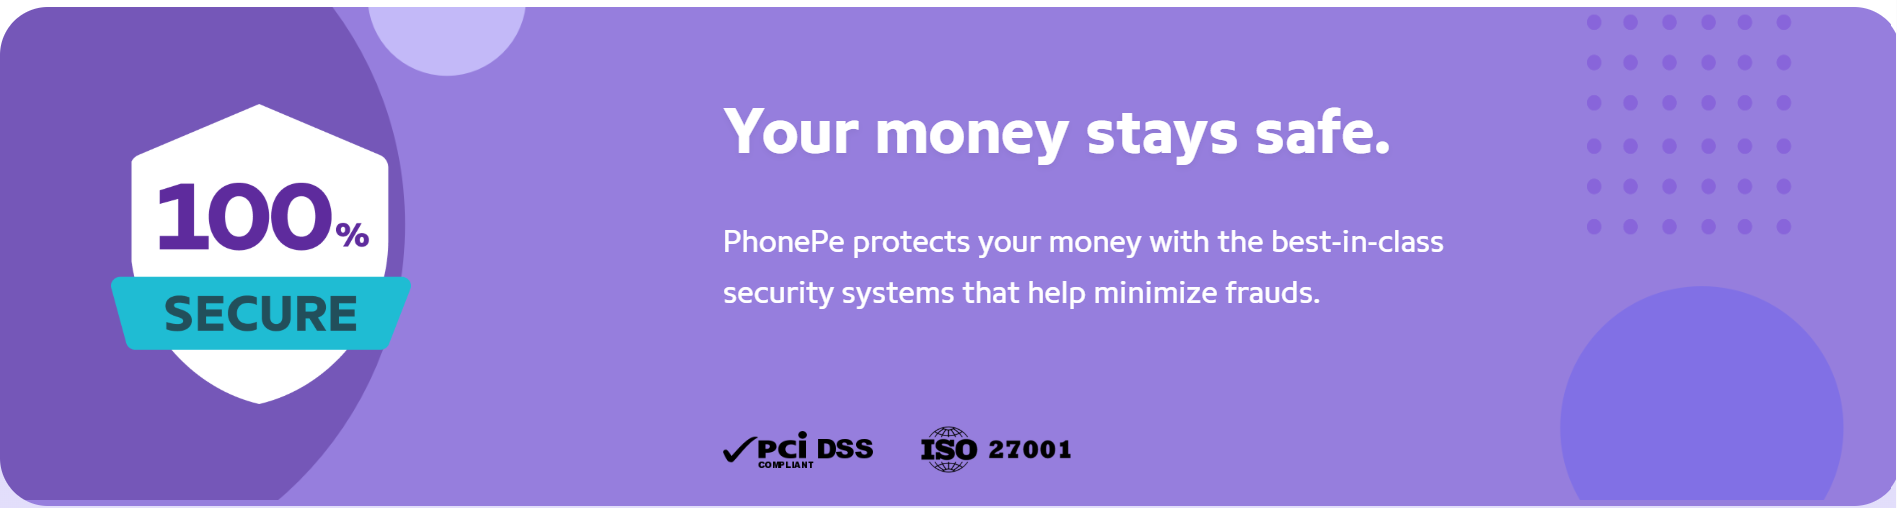 100%
SECURE
Your money stays safe.
PhonePe protects your money with the best-in-class
security systems that help minimize frauds.
PCi DSS
COMPLIANT
ISO 27001